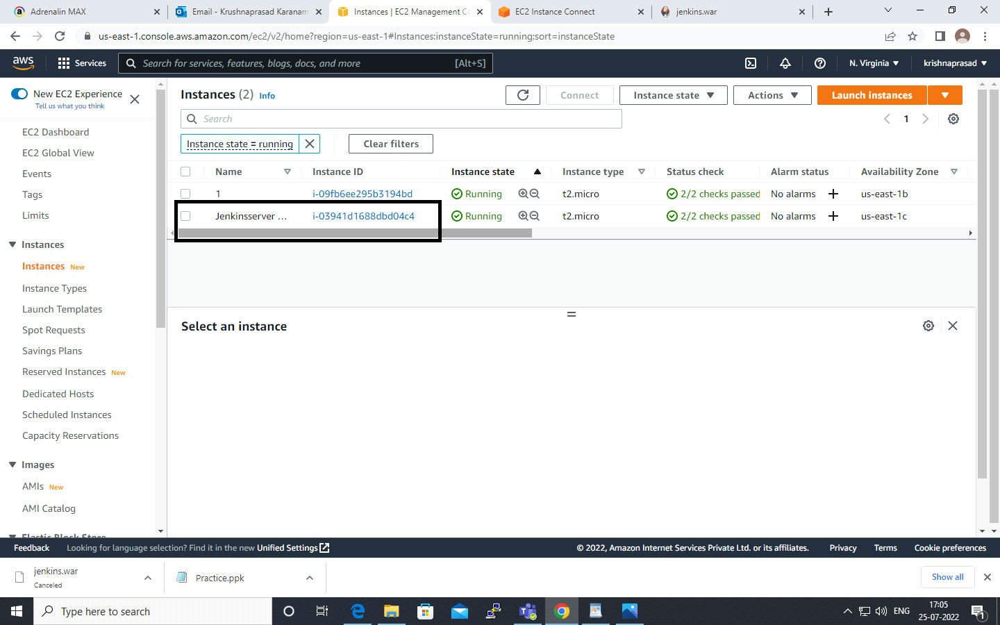 Adrenalin MAX
Email - Krushnaprasad Karanam
Instances | EC2 Management Co
EC2 Instance Connect
jenkins.war
us-east-1.console.aws.amazon.com/ec2/v2/home?region=us-east-1#Instances:instanceState=running;sort=instanceState
aws
Services
Search for services, features, blogs, docs, and more
[Alt+S]
N. Virginia
krishnaprasad
New EC2 Experience
Tell us what you think
EC2 Dashboard
EC2 Global View
Events
Tags
Limits
Instances
Instances New
Instance Types
Launch Templates
Spot Requests
Savings Plans
Reserved Instances New
Dedicated Hosts
Scheduled Instances
Capacity Reservations
Images
AMIs New
AMI Catalog
Elastic Block Store
Instances (2) Info
Connect
Instance state
Actions
Launch instances
Search
1
Instance state = running
Clear filters
Name Instance ID Instance state Instance type Status check Alarm status Availability Zone
1 i-09fb6ee295b3194bd Running t2.micro 2/2 checks passed No alarms + us-east-1b
Jenkinsserver ... i-03941d1688dbd04c4 Running t2.micro 2/2 checks passed No alarms + us-east-1c
Select an instance
Feedback
Looking for language selection? Find it in the new Unified Settings
© 2022, Amazon Internet Services Private Ltd. or its affiliates.
Privacy
Terms
Cookie preferences
jenkins.war
Canceled
Practice.ppk
Show all
Type here to search
ENG
17:05
25-07-2022
1